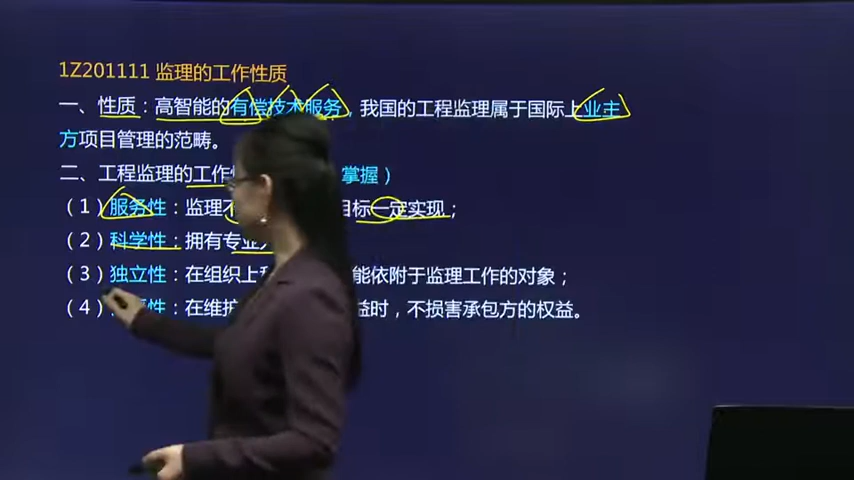 1Z201111 监理的工作性质
一、性质：高智能的有偿技术服务，我国的工程监理属于国际上业主
方项目管理的范畴。
二、工程监理的工作 掌握）
（1）服务性：监理不 目标一定实现；
（2）科学性：拥有专业
（3）独立性：在组织上 能依附于监理工作的对象；
（4） 性：在维护 益时，不损害承包方的权益。